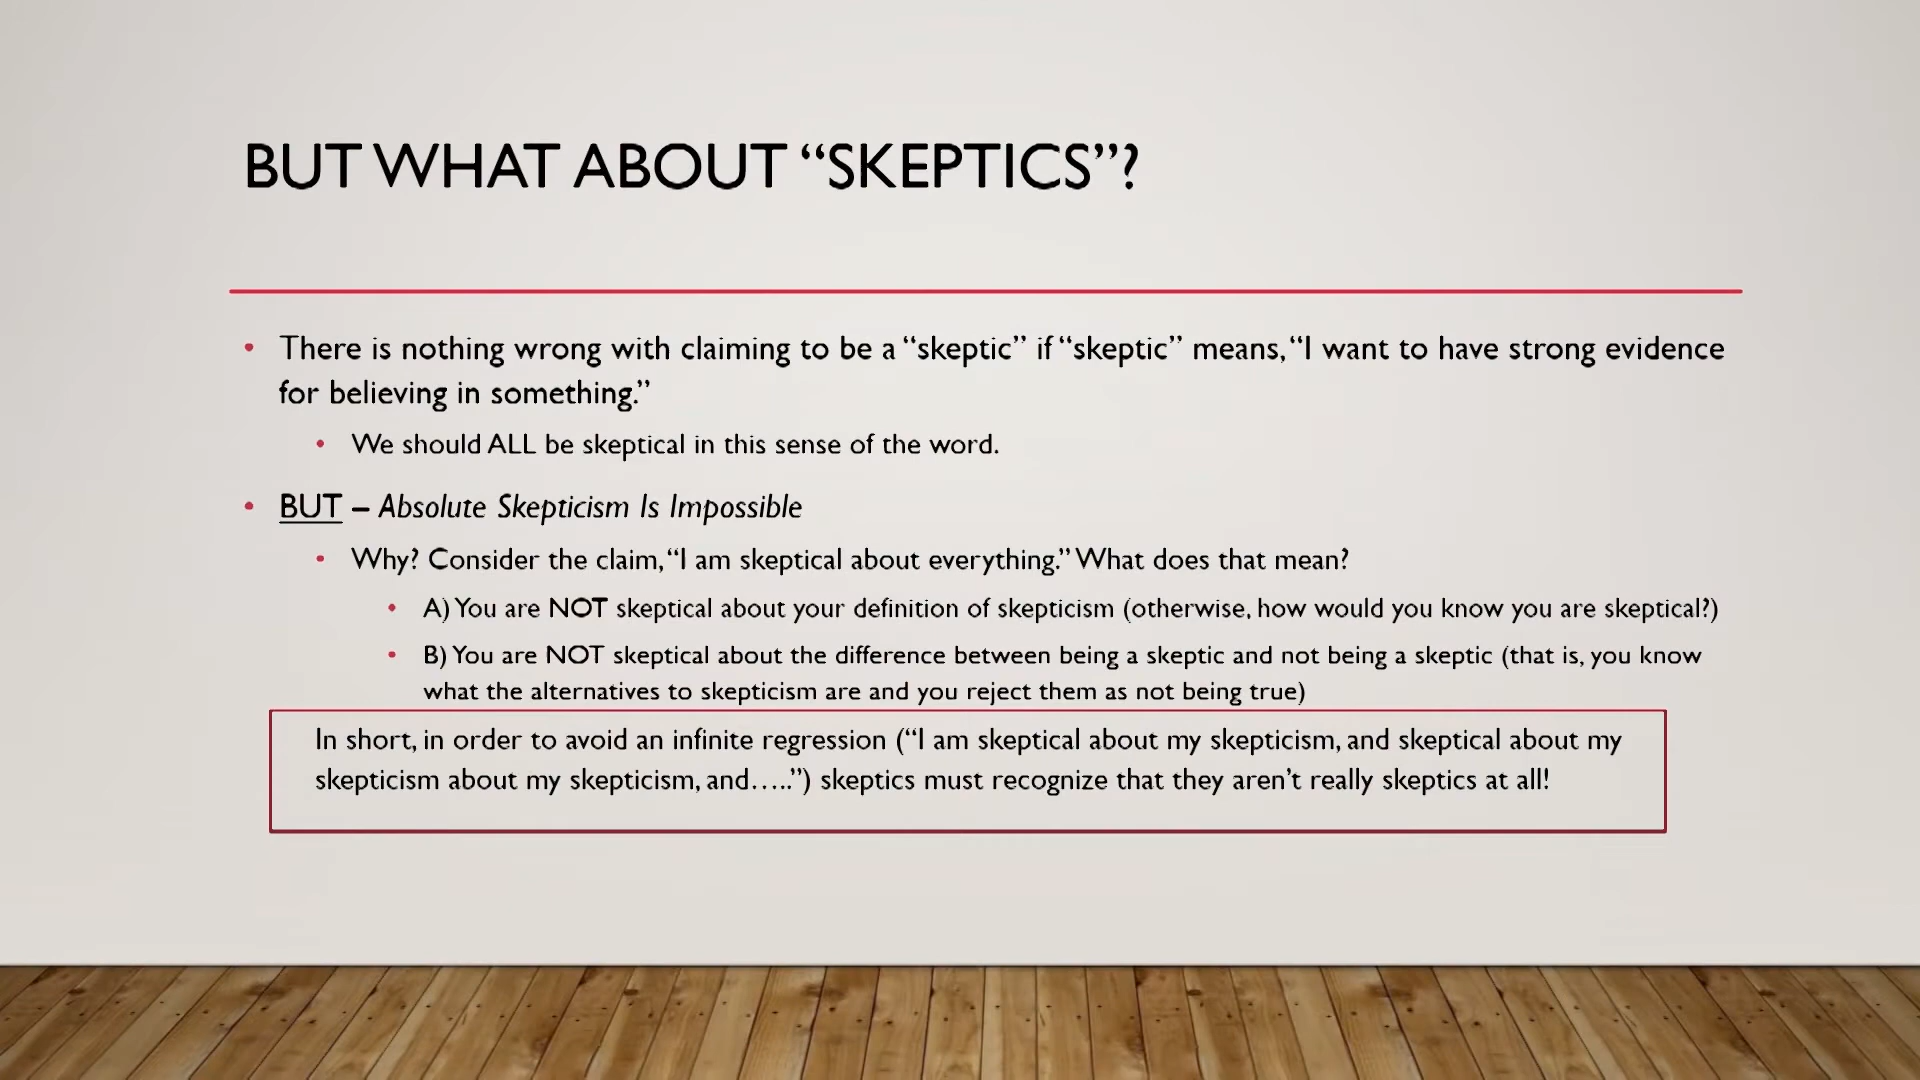 BUT WHAT ABOUT “SKEPTICS”?
• There is nothing wrong with claiming to be a “skeptic” if “skeptic” means, “I want to have strong evidence
for believing in something.”
• We should ALL be skeptical in this sense of the word.
• BUT – Absolute Skepticism Is Impossible
• Why? Consider the claim, “I am skeptical about everything.” What does that mean?
• A) You are NOT skeptical about your definition of skepticism (otherwise, how would you know you are skeptical?)
• B) You are NOT skeptical about the difference between being a skeptic and not being a skeptic (that is, you know
what the alternatives to skepticism are and you reject them as not being true)
In short, in order to avoid an infinite regression (“I am skeptical about my skepticism, and skeptical about my
skepticism about my skepticism, and…..”) skeptics must recognize that they aren’t really skeptics at all!